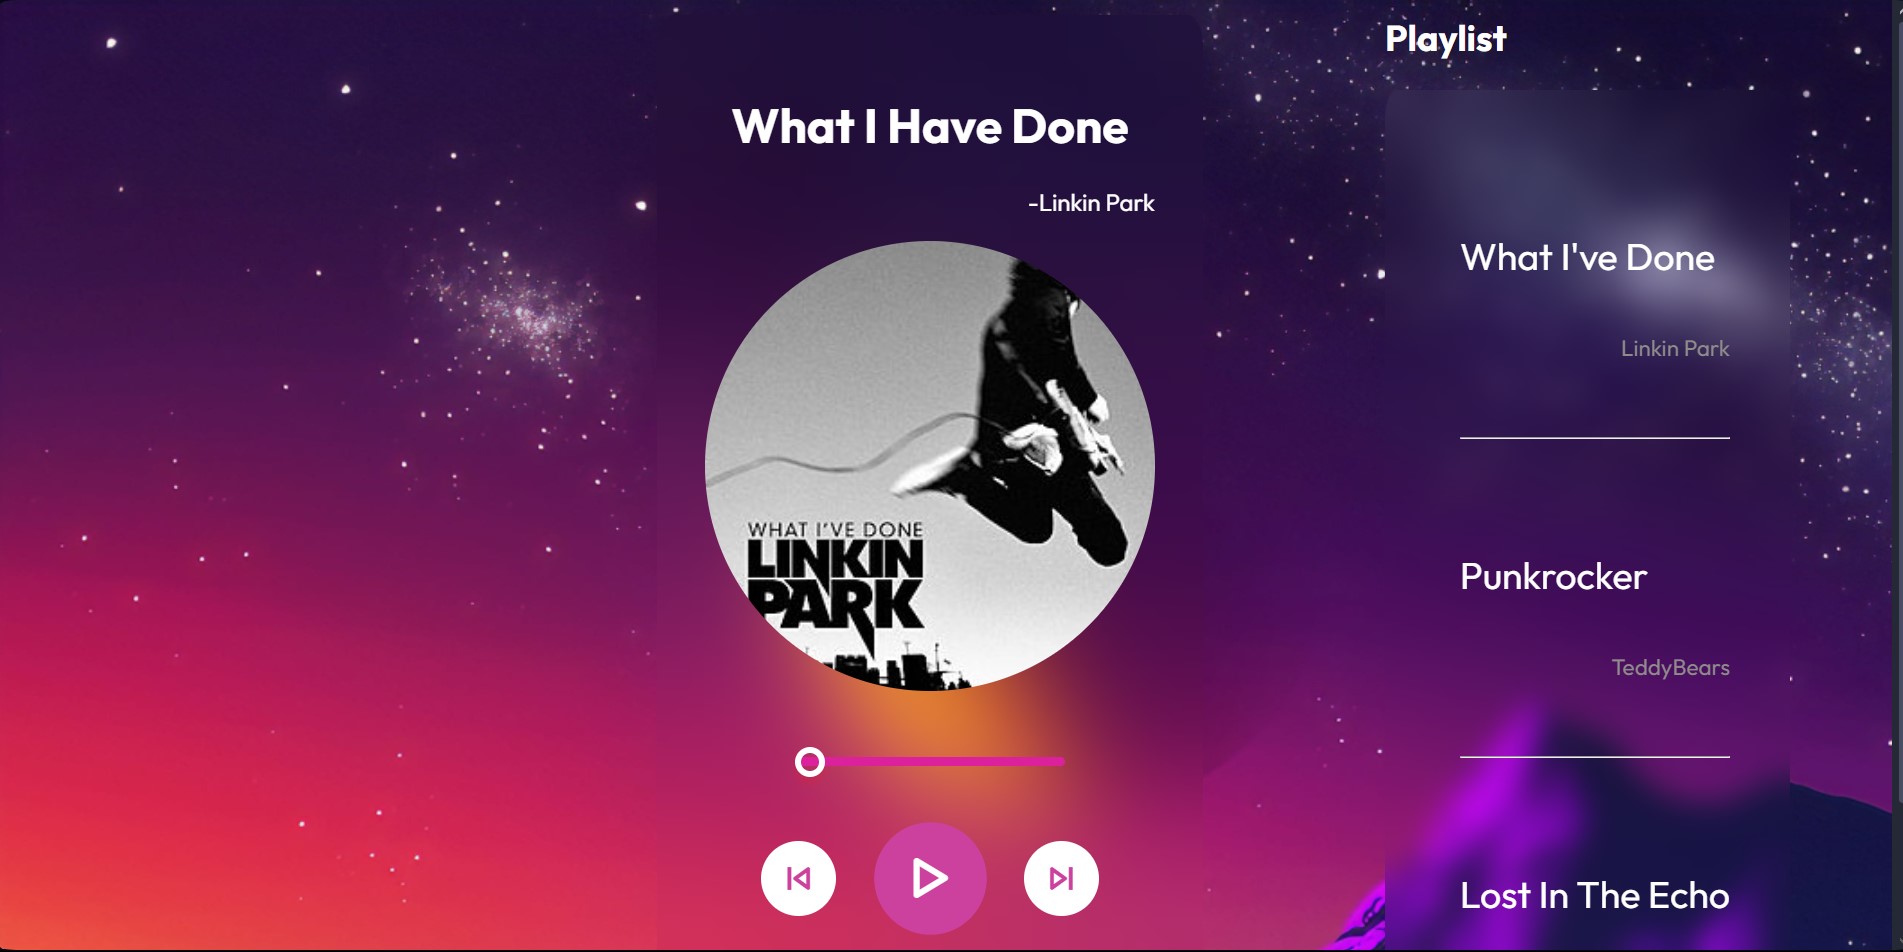 What I Have Done
-Linkin Park
WHAT I'VE DONE
LINKIN
PARK
Playlist
What I've Done
Linkin Park
Punkrocker
TeddyBears
Lost In The Echo